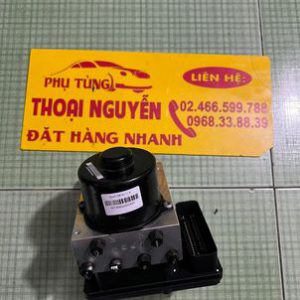 PHỤ TÙNG
THOẠI NGUYỄN
ĐẶT HÀNG NHANH
LIÊN HỆ:
02.466.599.788
0968.33.88.39